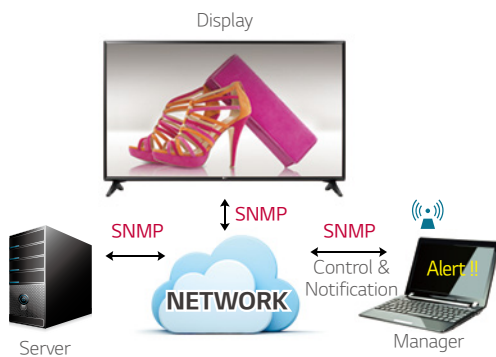 Display
SNMP
SNMP
SNMP
Control &
Notification
NETWORK
Alert !!
Server
Manager